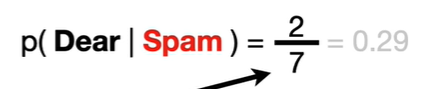 p( Dear | Spam ) = 2/7 = 0.29